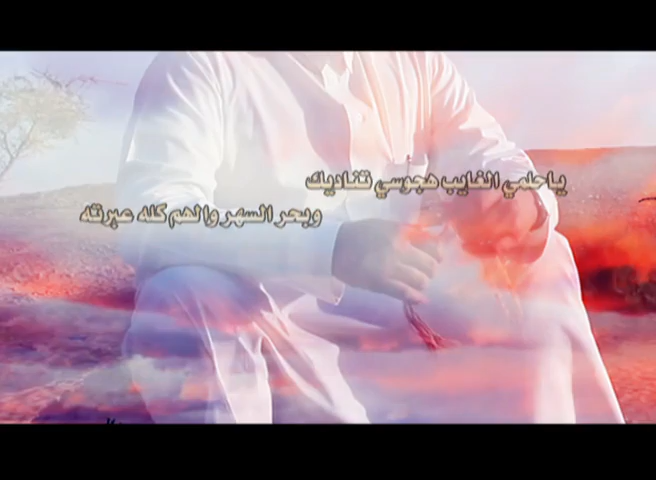 ياحلمي الغايب هجوسي تناديك
وبحر السهر والهم كله عبرته